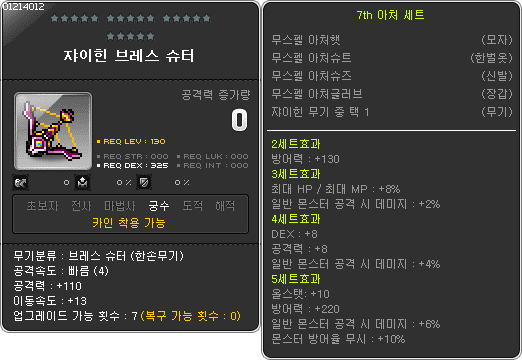 01214012
쟈이힌 브레스 슈터
공격력 증가량
0
REQ LEV : 130
REQ STR : 000
REQ LUK : 000
REQ DEX : 325
REQ INT : 000
0
0 %
0 %
초보자 전사 마법사 궁수 도적 해적
카인 착용 가능
무기분류 : 브레스 슈터 (한손무기)
공격속도 : 빠름 (4)
공격력 : +110
이동속도 : +13
업그레이드 가능 횟수 : 7 (복구 가능 횟수 : 0)
7th 아처 세트
무스펠 아처햇 (모자)
무스펠 아처슈트 (한벌옷)
무스펠 아처슈즈 (신발)
무스펠 아처글러브 (장갑)
쟈이힌 무기 중 택 1 (무기)
2세트효과
방어력 : +130
3세트효과
최대 HP / 최대 MP : +8%
일반 몬스터 공격 시 데미지 : +2%
4세트효과
DEX : +8
공격력 : +8
일반 몬스터 공격 시 데미지 : +4%
5세트효과
올스탯: +10
방어력 : +220
일반 몬스터 공격 시 데미지 : +6%
몬스터 방어율 무시 : +10%